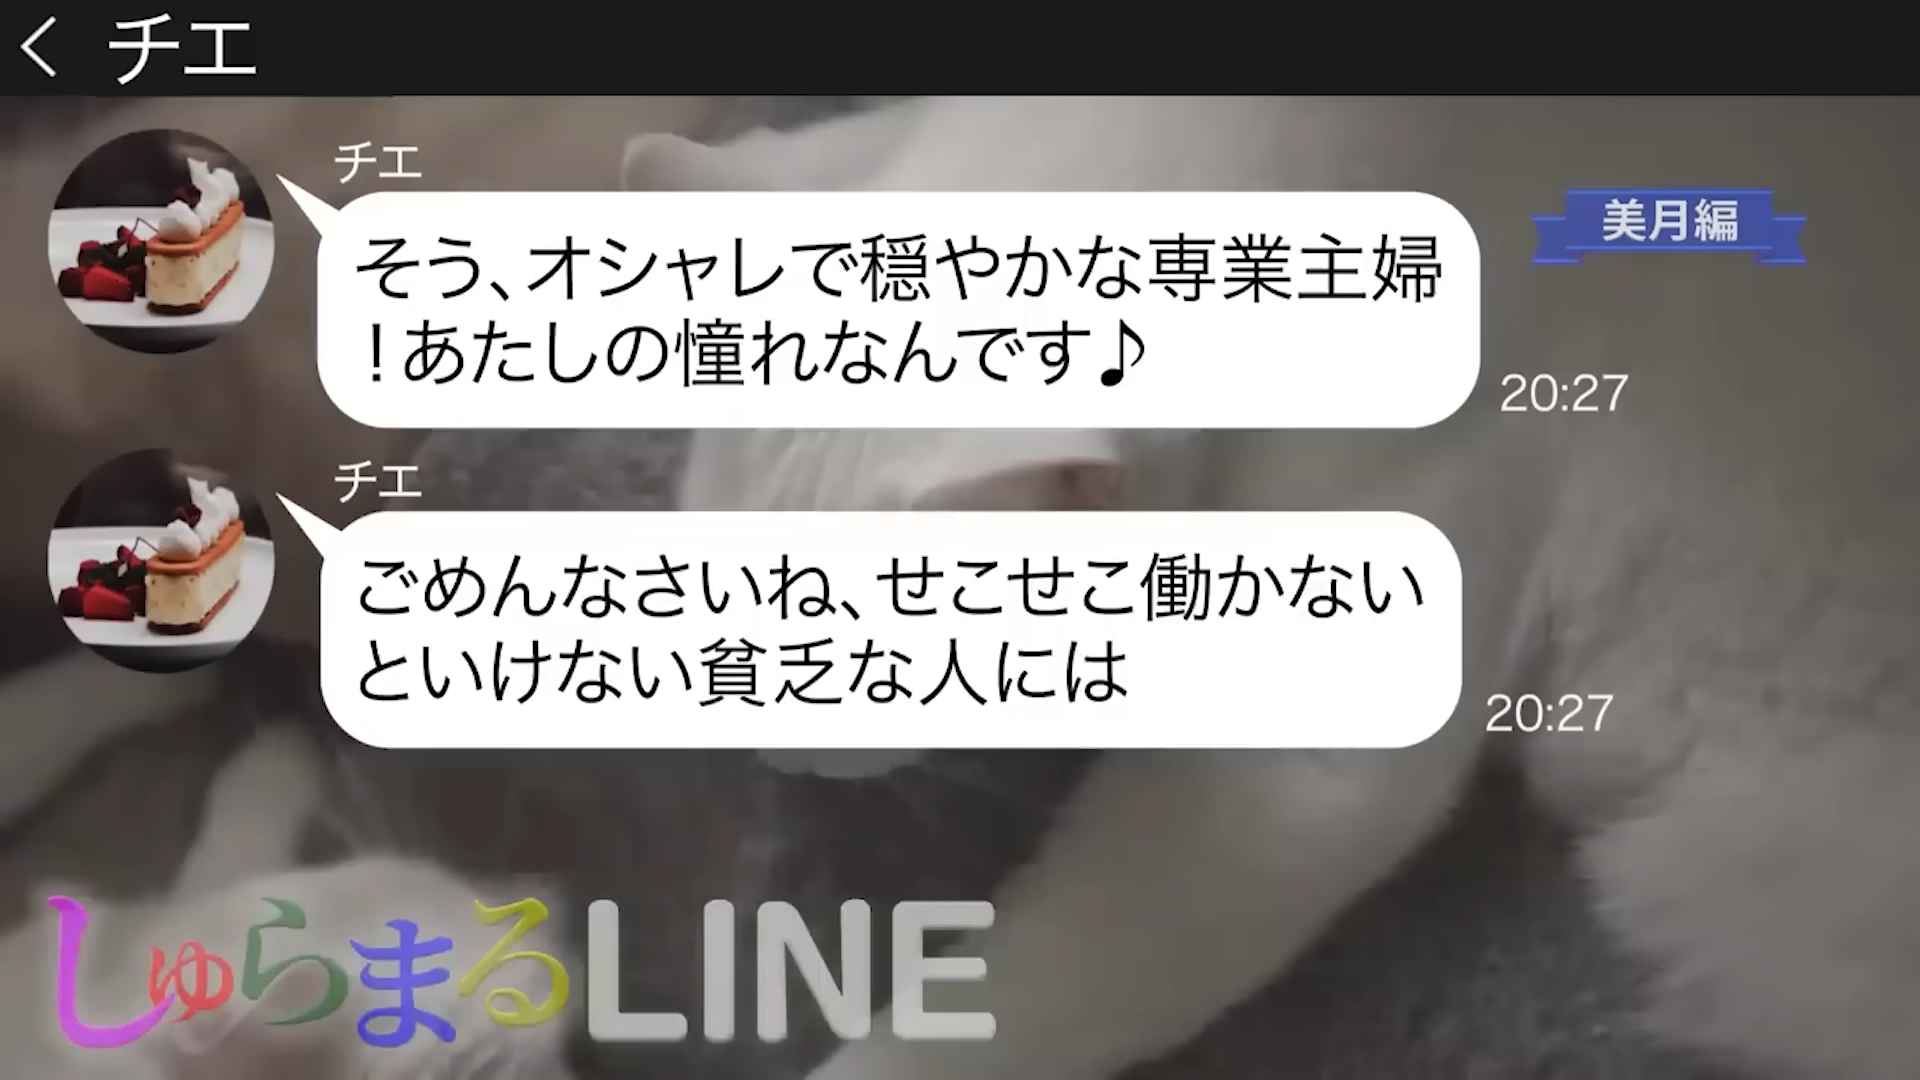 チエ
チエ
美月編
そう、オシャレで穏やかな専業主婦
！あたしの憧れなんです♪
20:27
チエ
ごめんなさいね、せこせこ働かない
といけない貧乏な人には
20:27
しゅらまるLINE